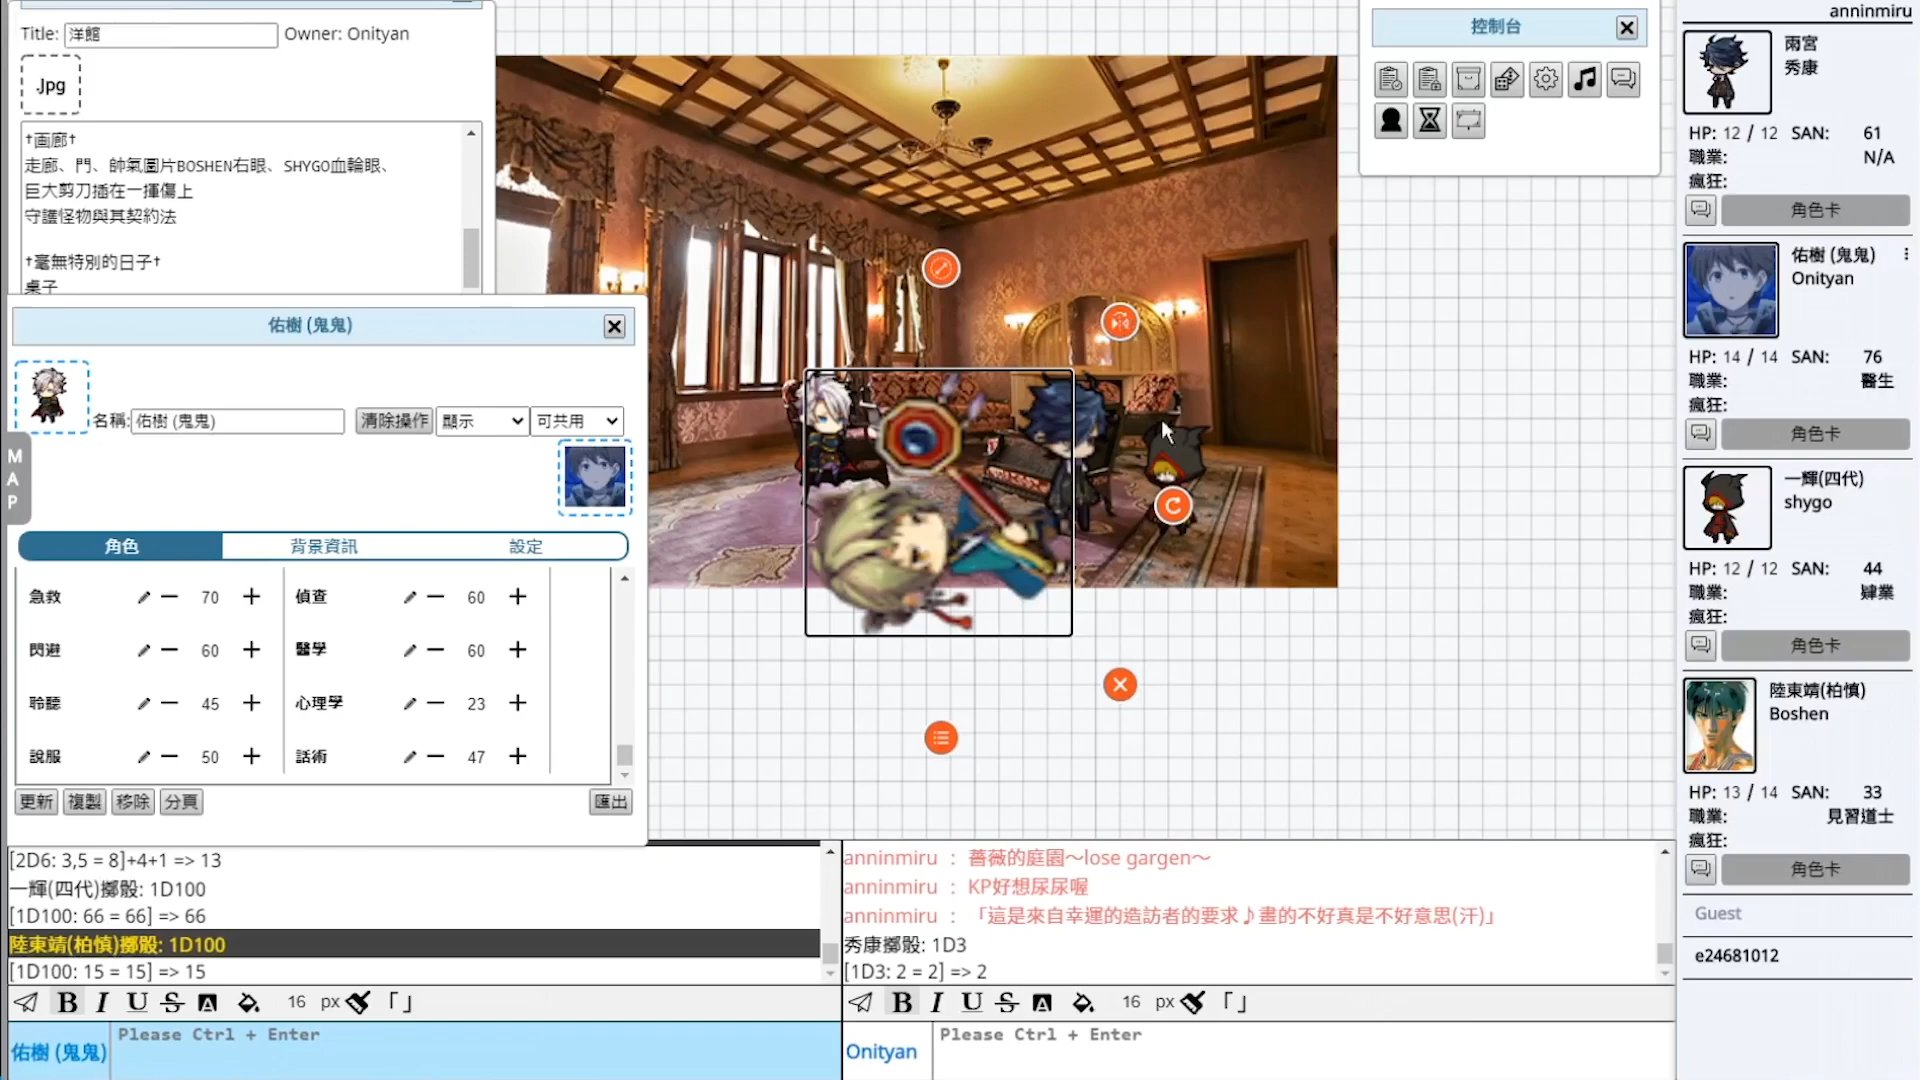 Title: 洋館 Owner: Onityan
Jpg
†画廊†
走廊、門、帥氣圖片BOSHEN右眼、SHYGO血輪眼、
巨大剪刀插在一揮傷上
守護怪物與其契約法
†毫無特別的日子†
桌子
佑樹 (鬼鬼)
名稱: 佑樹 (鬼鬼) 清除操作 顯示 可共用
MAP
角色 背景資訊 設定
急救 70 偵查 60
閃避 60 醫學 60
聆聽 45 心理學 23
說服 50 話術 47
更新 複製 移除 分頁 匯出
控制台
[2D6: 3,5 = 8]+4+1 => 13
一輝(四代)擲骰: 1D100
[1D100: 66 = 66] => 66
陸東靖(柏慎)擲骰: 1D100
[1D100: 15 = 15] => 15
B I U S A 16 px 「」
佑樹 (鬼鬼) Please Ctrl + Enter
anninmiru : 薔薇的庭園～lose gargen～
anninmiru : KP好想尿尿喔
anninmiru : 「這是來自幸運的造訪者的要求♪畫的不好真是不好意思(汗)」
秀康擲骰: 1D3
[1D3: 2 = 2] => 2
B I U S A 16 px 「」
Onityan Please Ctrl + Enter
anninmiru
雨宮
秀康
HP: 12 / 12 SAN: 61
職業: N/A
瘋狂:
角色卡
佑樹 (鬼鬼)
Onityan
HP: 14 / 14 SAN: 76
職業: 醫生
瘋狂:
角色卡
一輝(四代)
shygo
HP: 12 / 12 SAN: 44
職業: 肄業
瘋狂:
角色卡
陸東靖(柏慎)
Boshen
HP: 13 / 14 SAN: 33
職業: 見習道士
瘋狂:
角色卡
Guest
e24681012